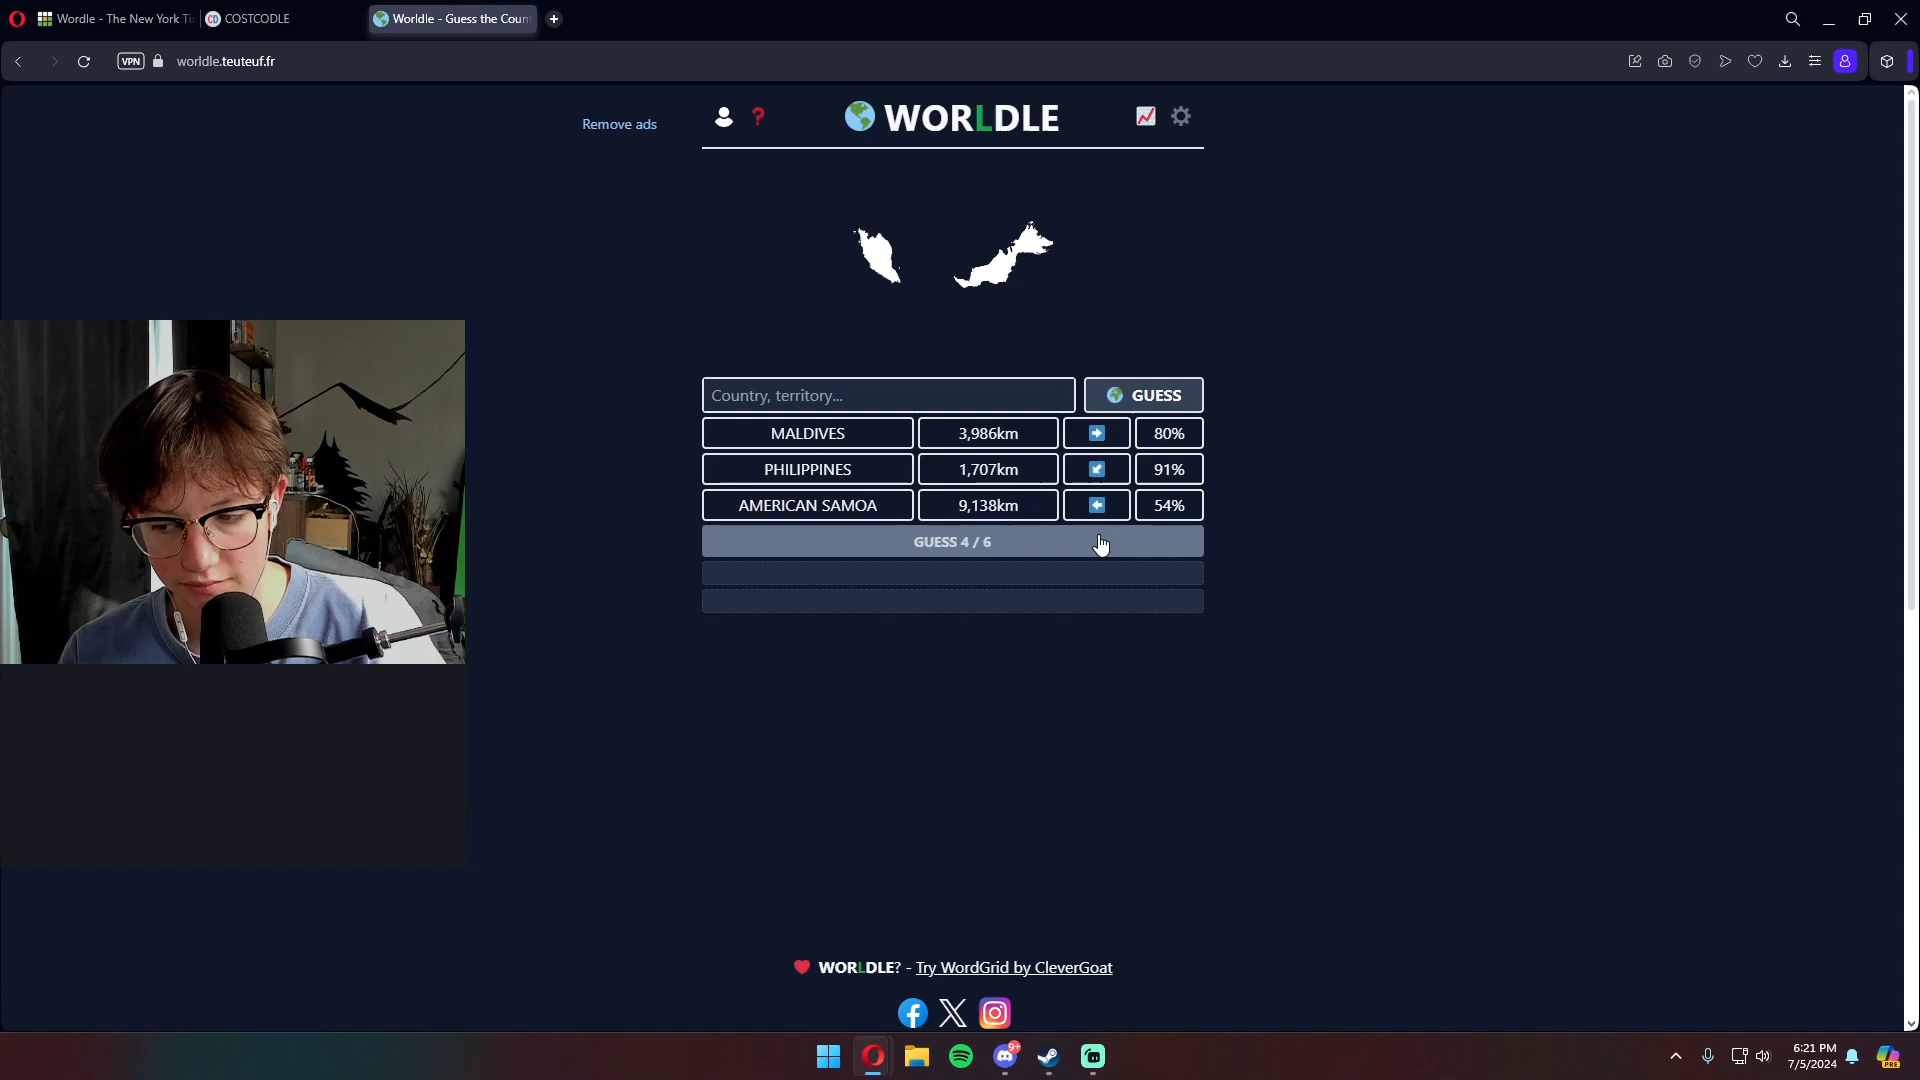 Wordle - The New York Ti
COSTCODLE
Worldle - Guess the Coun
VPN
worldle.teuteuf.fr
Remove ads
WORLDLE
Country, territory...
GUESS
MALDIVES 3,986km 80%
PHILIPPINES 1,707km 91%
AMERICAN SAMOA 9,138km 54%
GUESS 4 / 6
WORLDLE? - Try WordGrid by CleverGoat
9+
6:21 PM
7/5/2024
PRE